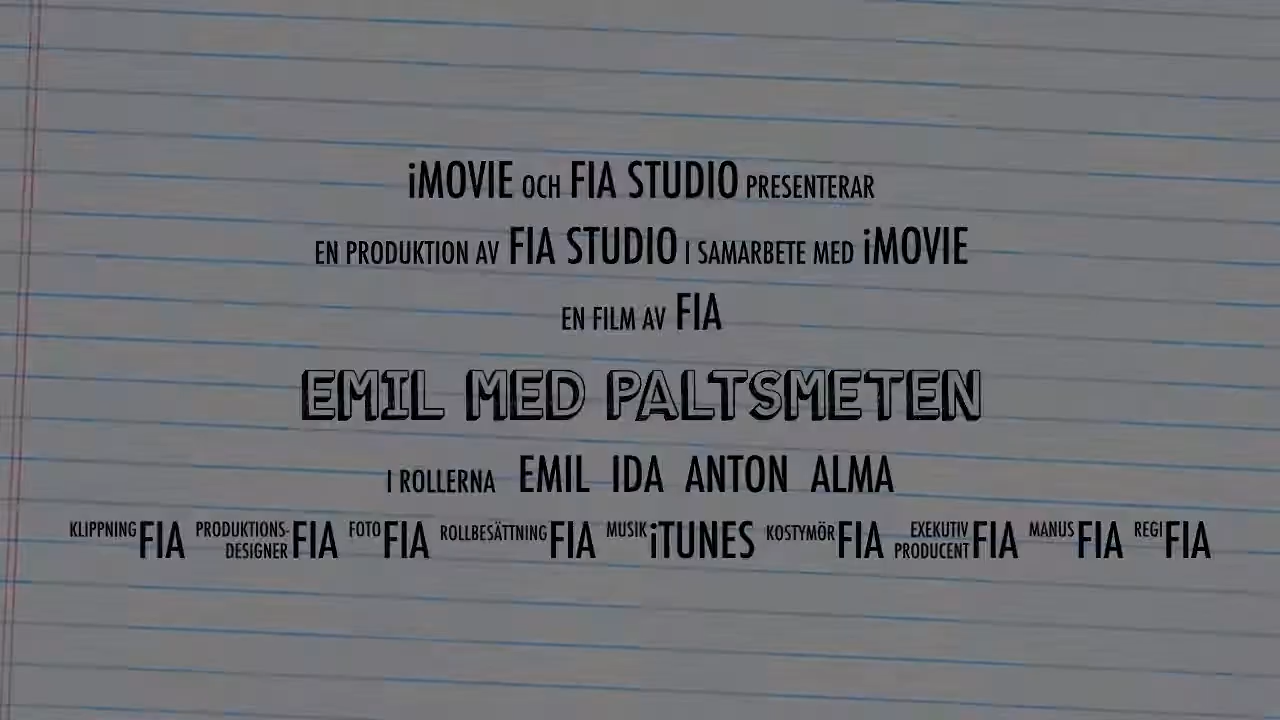 iMOVIE OCH FIA STUDIO PRESENTERAR
EN PRODUKTION AV FIA STUDIO I SAMARBETE MED iMOVIE
EN FILM AV FIA
EMIL MED PALTSMETEN
I ROLLERNA EMIL IDA ANTON ALMA
KLIPPNING FIA PRODUKTIONS-DESIGNER FIA FOTO FIA ROLLBESÄTTNING FIA MUSIK iTUNES KOSTYMÖR FIA EXEKUTIV PRODUCENT FIA MANUS FIA REGI FIA